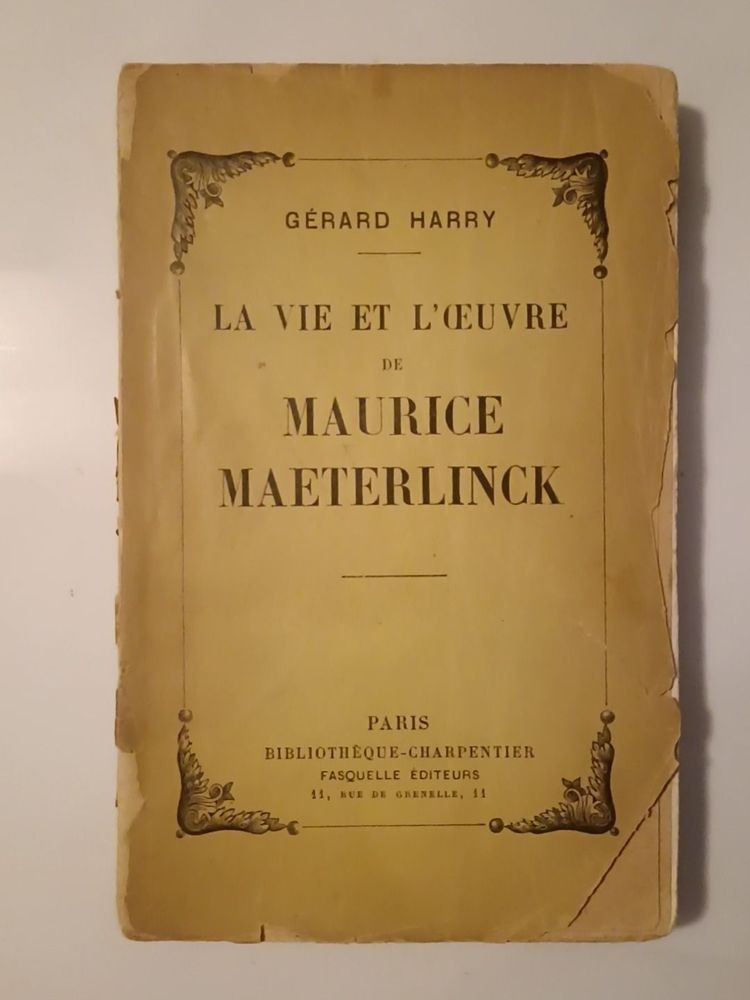 GÉRARD HARRY
LA VIE ET L'ŒUVRE
DE
MAURICE
MAETERLINCK
PARIS
BIBLIOTHÈQUE-CHARPENTIER
FASQUELLE ÉDITEURS
11, RUE DE GRENELLE, 11